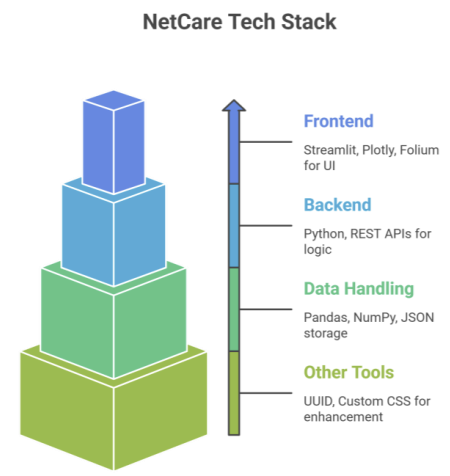 NetCare Tech Stack
Frontend
Streamlit, Plotly, Folium
for UI
Backend
Python, REST APIs for
logic
Data Handling
Pandas, NumPy, JSON
storage
Other Tools
UUID, Custom CSS for
enhancement